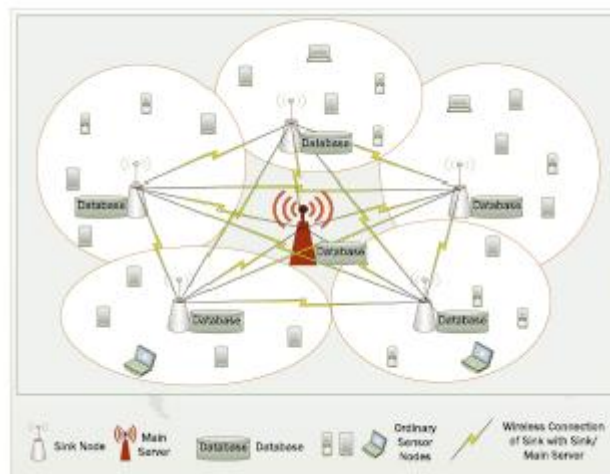 Database
Database
Database
Database
Database
Database
Sink Node
Main
Server
Database
Database
Ordinary
Sensor
Nodes
Wireless Connection
of Sink with Sink/
Main Server